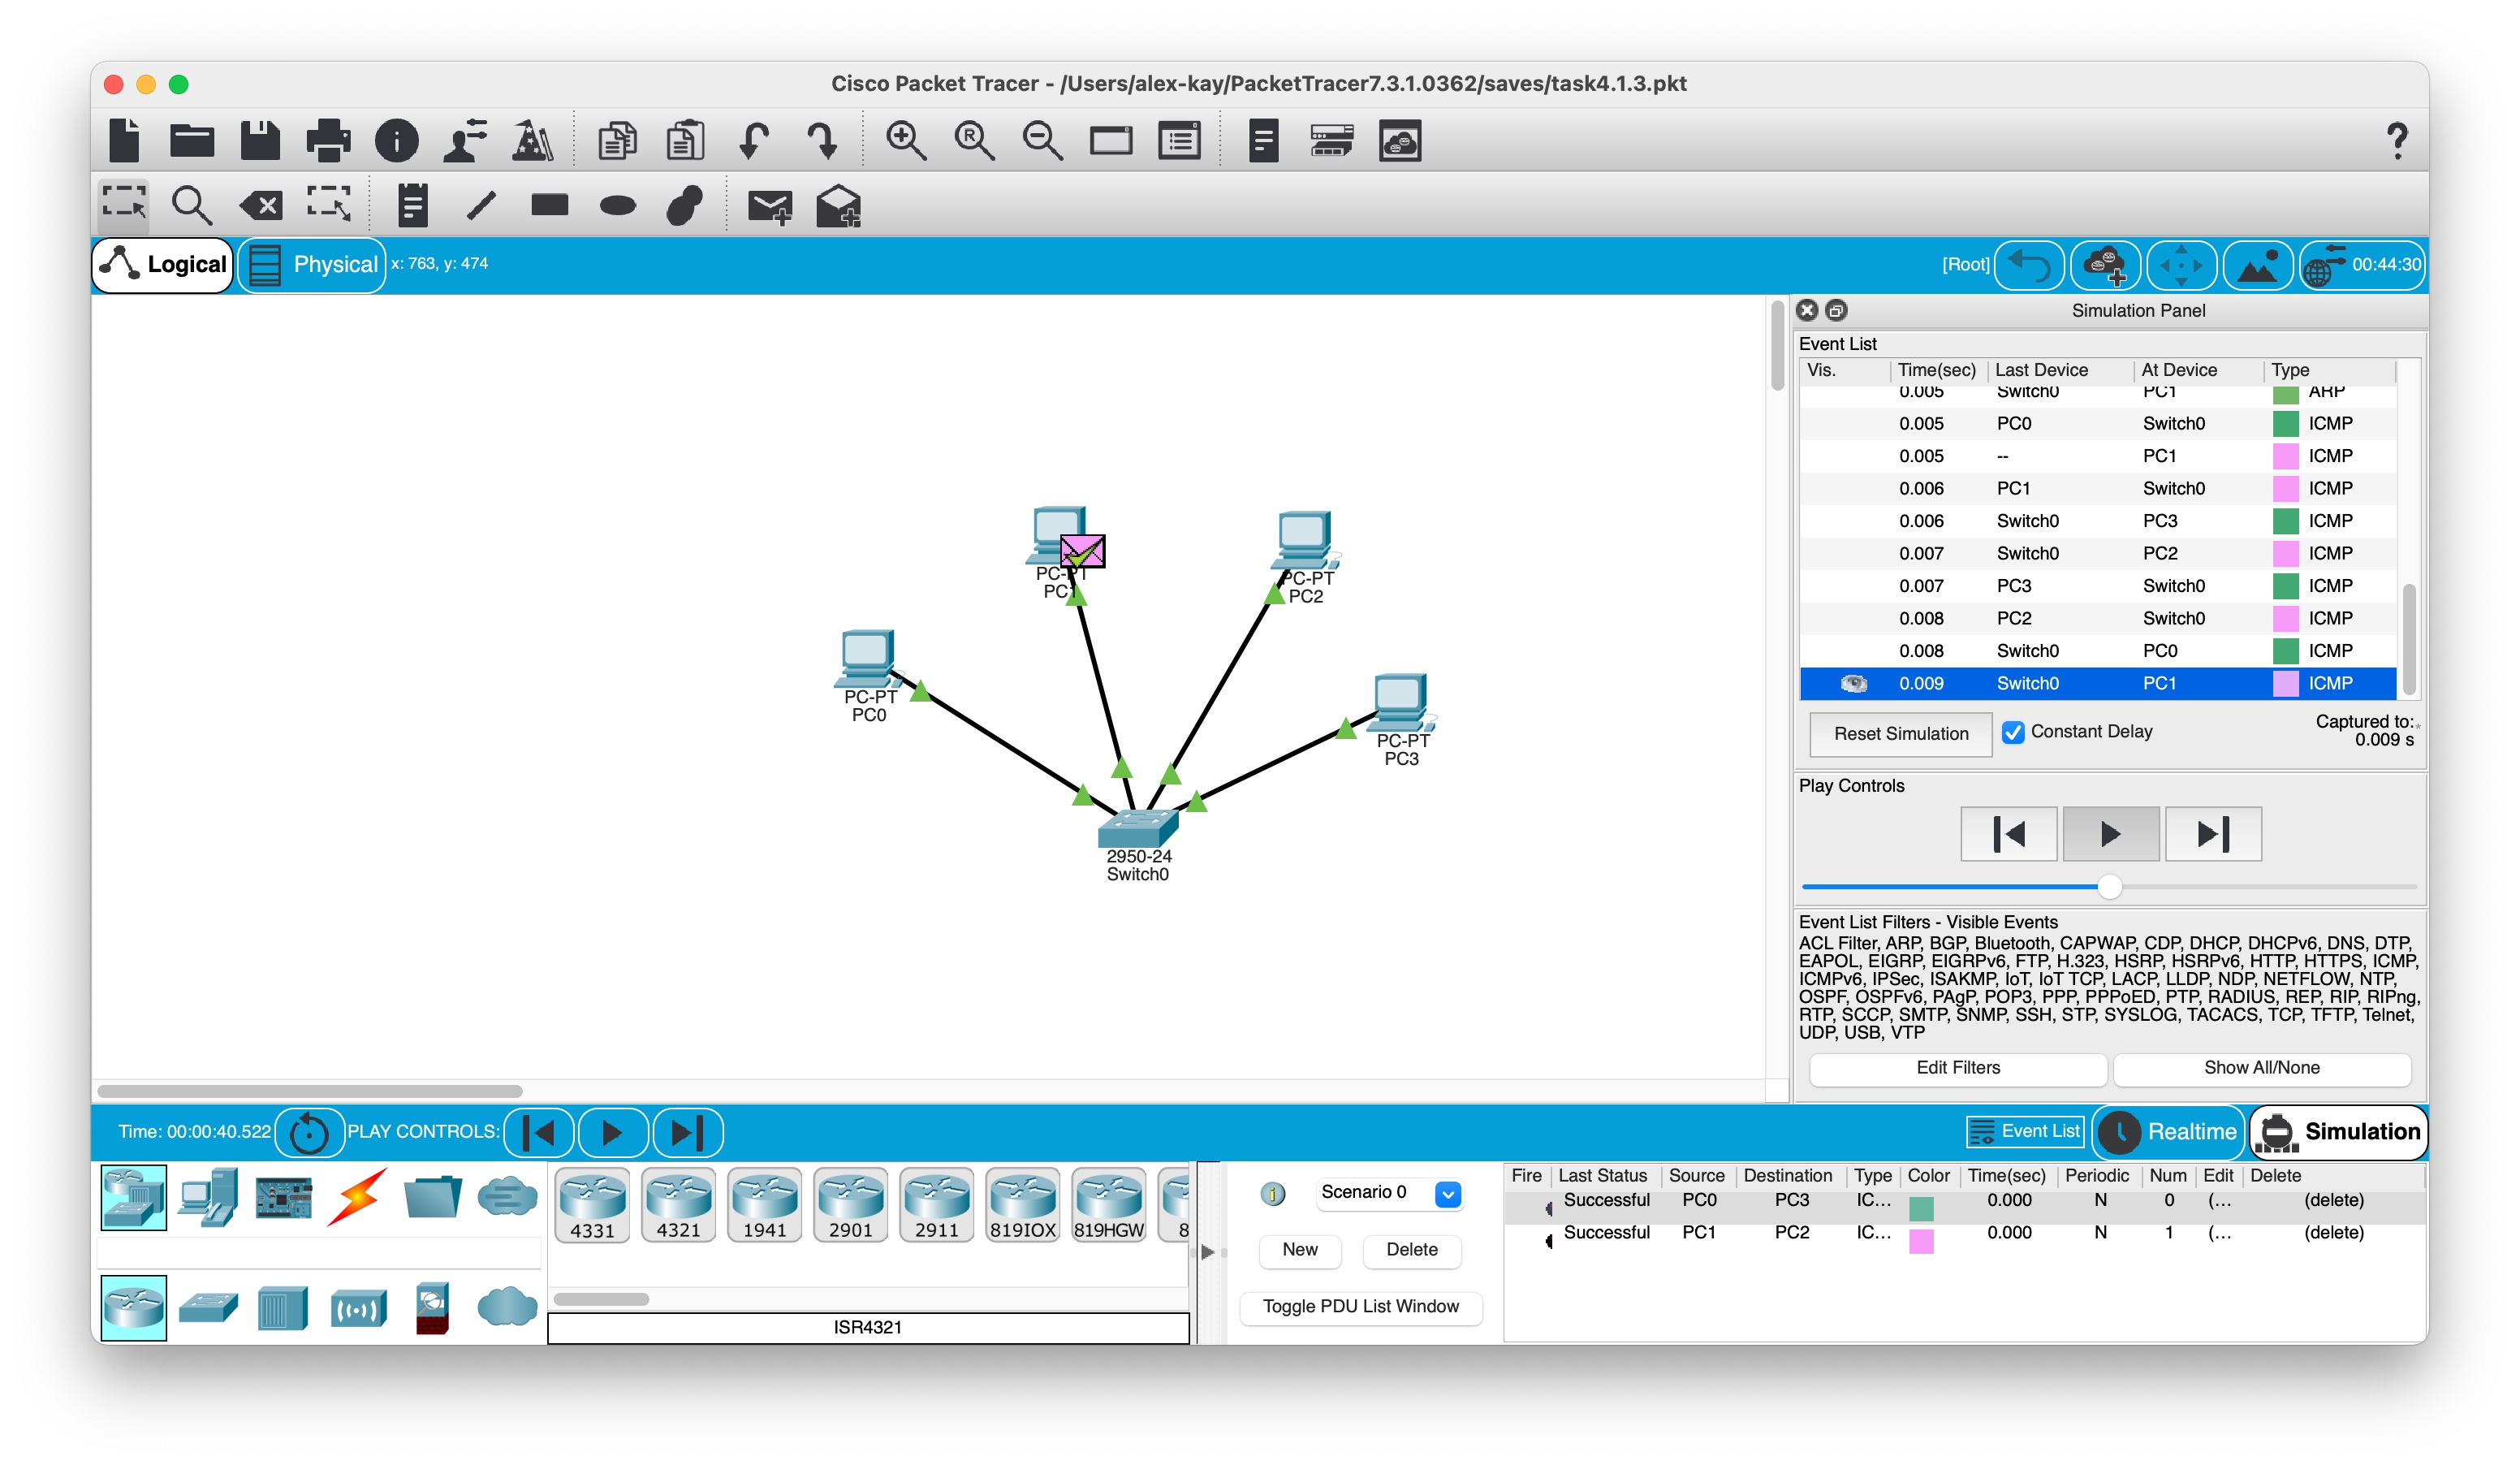 Cisco Packet Tracer - /Users/alex-kay/PacketTracer7.3.1.0362/saves/task4.1.3.pkt
Logical Physical x: 763, y: 474 [Root] 00:44:30
Simulation Panel
Event List
Vis. Time(sec) Last Device At Device Type
0.005 Switch0 PC1 ARP
0.005 PC0 Switch0 ICMP
0.005 -- PC1 ICMP
0.006 PC1 Switch0 ICMP
0.006 Switch0 PC3 ICMP
0.007 Switch0 PC2 ICMP
0.007 PC3 Switch0 ICMP
0.008 PC2 Switch0 ICMP
0.008 Switch0 PC0 ICMP
0.009 Switch0 PC1 ICMP
Reset Simulation Constant Delay Captured to:
0.009 s
Play Controls
Event List Filters - Visible Events
ACL Filter, ARP, BGP, Bluetooth, CAPWAP, CDP, DHCP, DHCPv6, DNS, DTP,
EAPOL, EIGRP, EIGRPv6, FTP, H.323, HSRP, HSRPv6, HTTP, HTTPS, ICMP,
ICMPv6, IPSec, ISAKMP, IoT, IoT TCP, LACP, LLDP, NDP, NETFLOW, NTP,
OSPF, OSPFv6, PAgP, POP3, PPP, PPPoED, PTP, RADIUS, REP, RIP, RIPng,
RTP, SCCP, SMTP, SNMP, SSH, STP, SYSLOG, TACACS, TCP, TFTP, Telnet,
UDP, USB, VTP
Edit Filters Show All/None
PC-PT
PC1
PC-PT
PC2
PC-PT
PC0
PC-PT
PC3
2950-24
Switch0
Time: 00:00:40.522 PLAY CONTROLS: Event List Realtime Simulation
4331 4321 1941 2901 2911 819IOX 819HGW 8
ISR4321
Scenario 0
New Delete
Toggle PDU List Window
Fire Last Status Source Destination Type Color Time(sec) Periodic Num Edit Delete
Successful PC0 PC3 IC... 0.000 N 0 (... (delete)
Successful PC1 PC2 IC... 0.000 N 1 (... (delete)